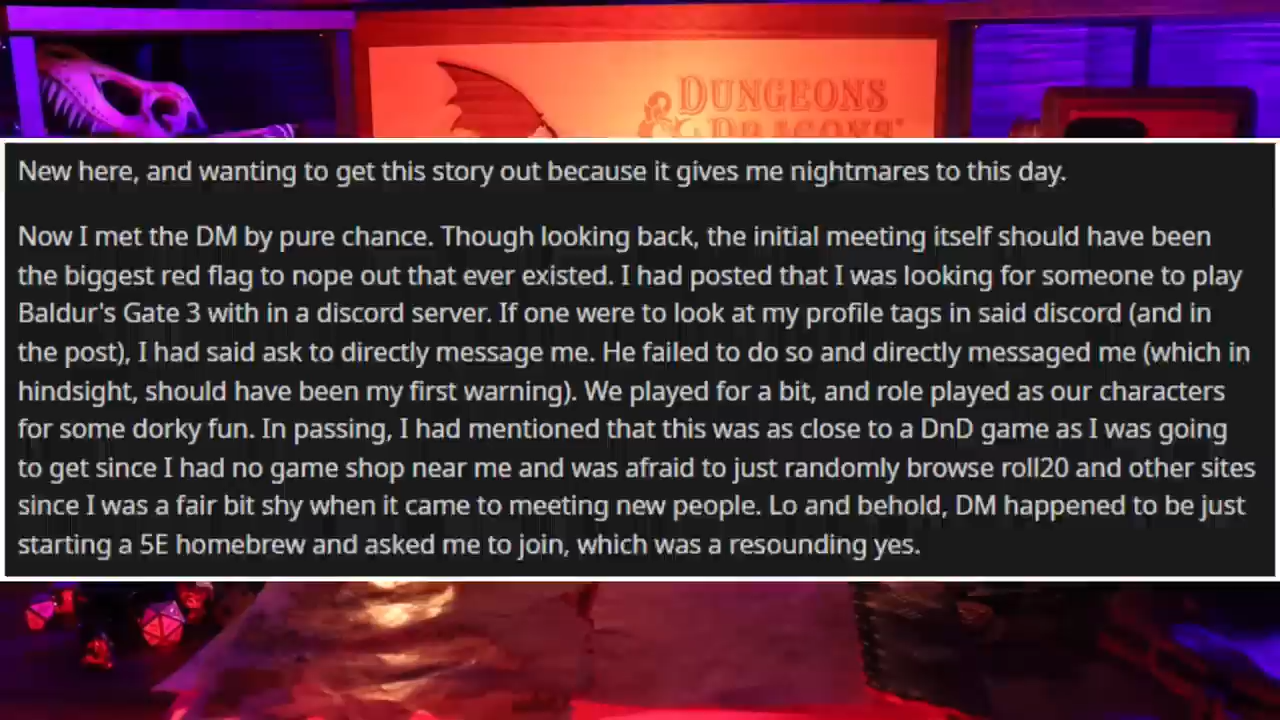 DUNGEONS
& DRAGONS
New here, and wanting to get this story out because it gives me nightmares to this day.
Now I met the DM by pure chance. Though looking back, the initial meeting itself should have been
the biggest red flag to nope out that ever existed. I had posted that I was looking for someone to play
Baldur's Gate 3 with in a discord server. If one were to look at my profile tags in said discord (and in
the post), I had said ask to directly message me. He failed to do so and directly messaged me (which in
hindsight, should have been my first warning). We played for a bit, and role played as our characters
for some dorky fun. In passing, I had mentioned that this was as close to a DnD game as I was going
to get since I had no game shop near me and was afraid to just randomly browse roll20 and other sites
since I was a fair bit shy when it came to meeting new people. Lo and behold, DM happened to be just
starting a 5E homebrew and asked me to join, which was a resounding yes.